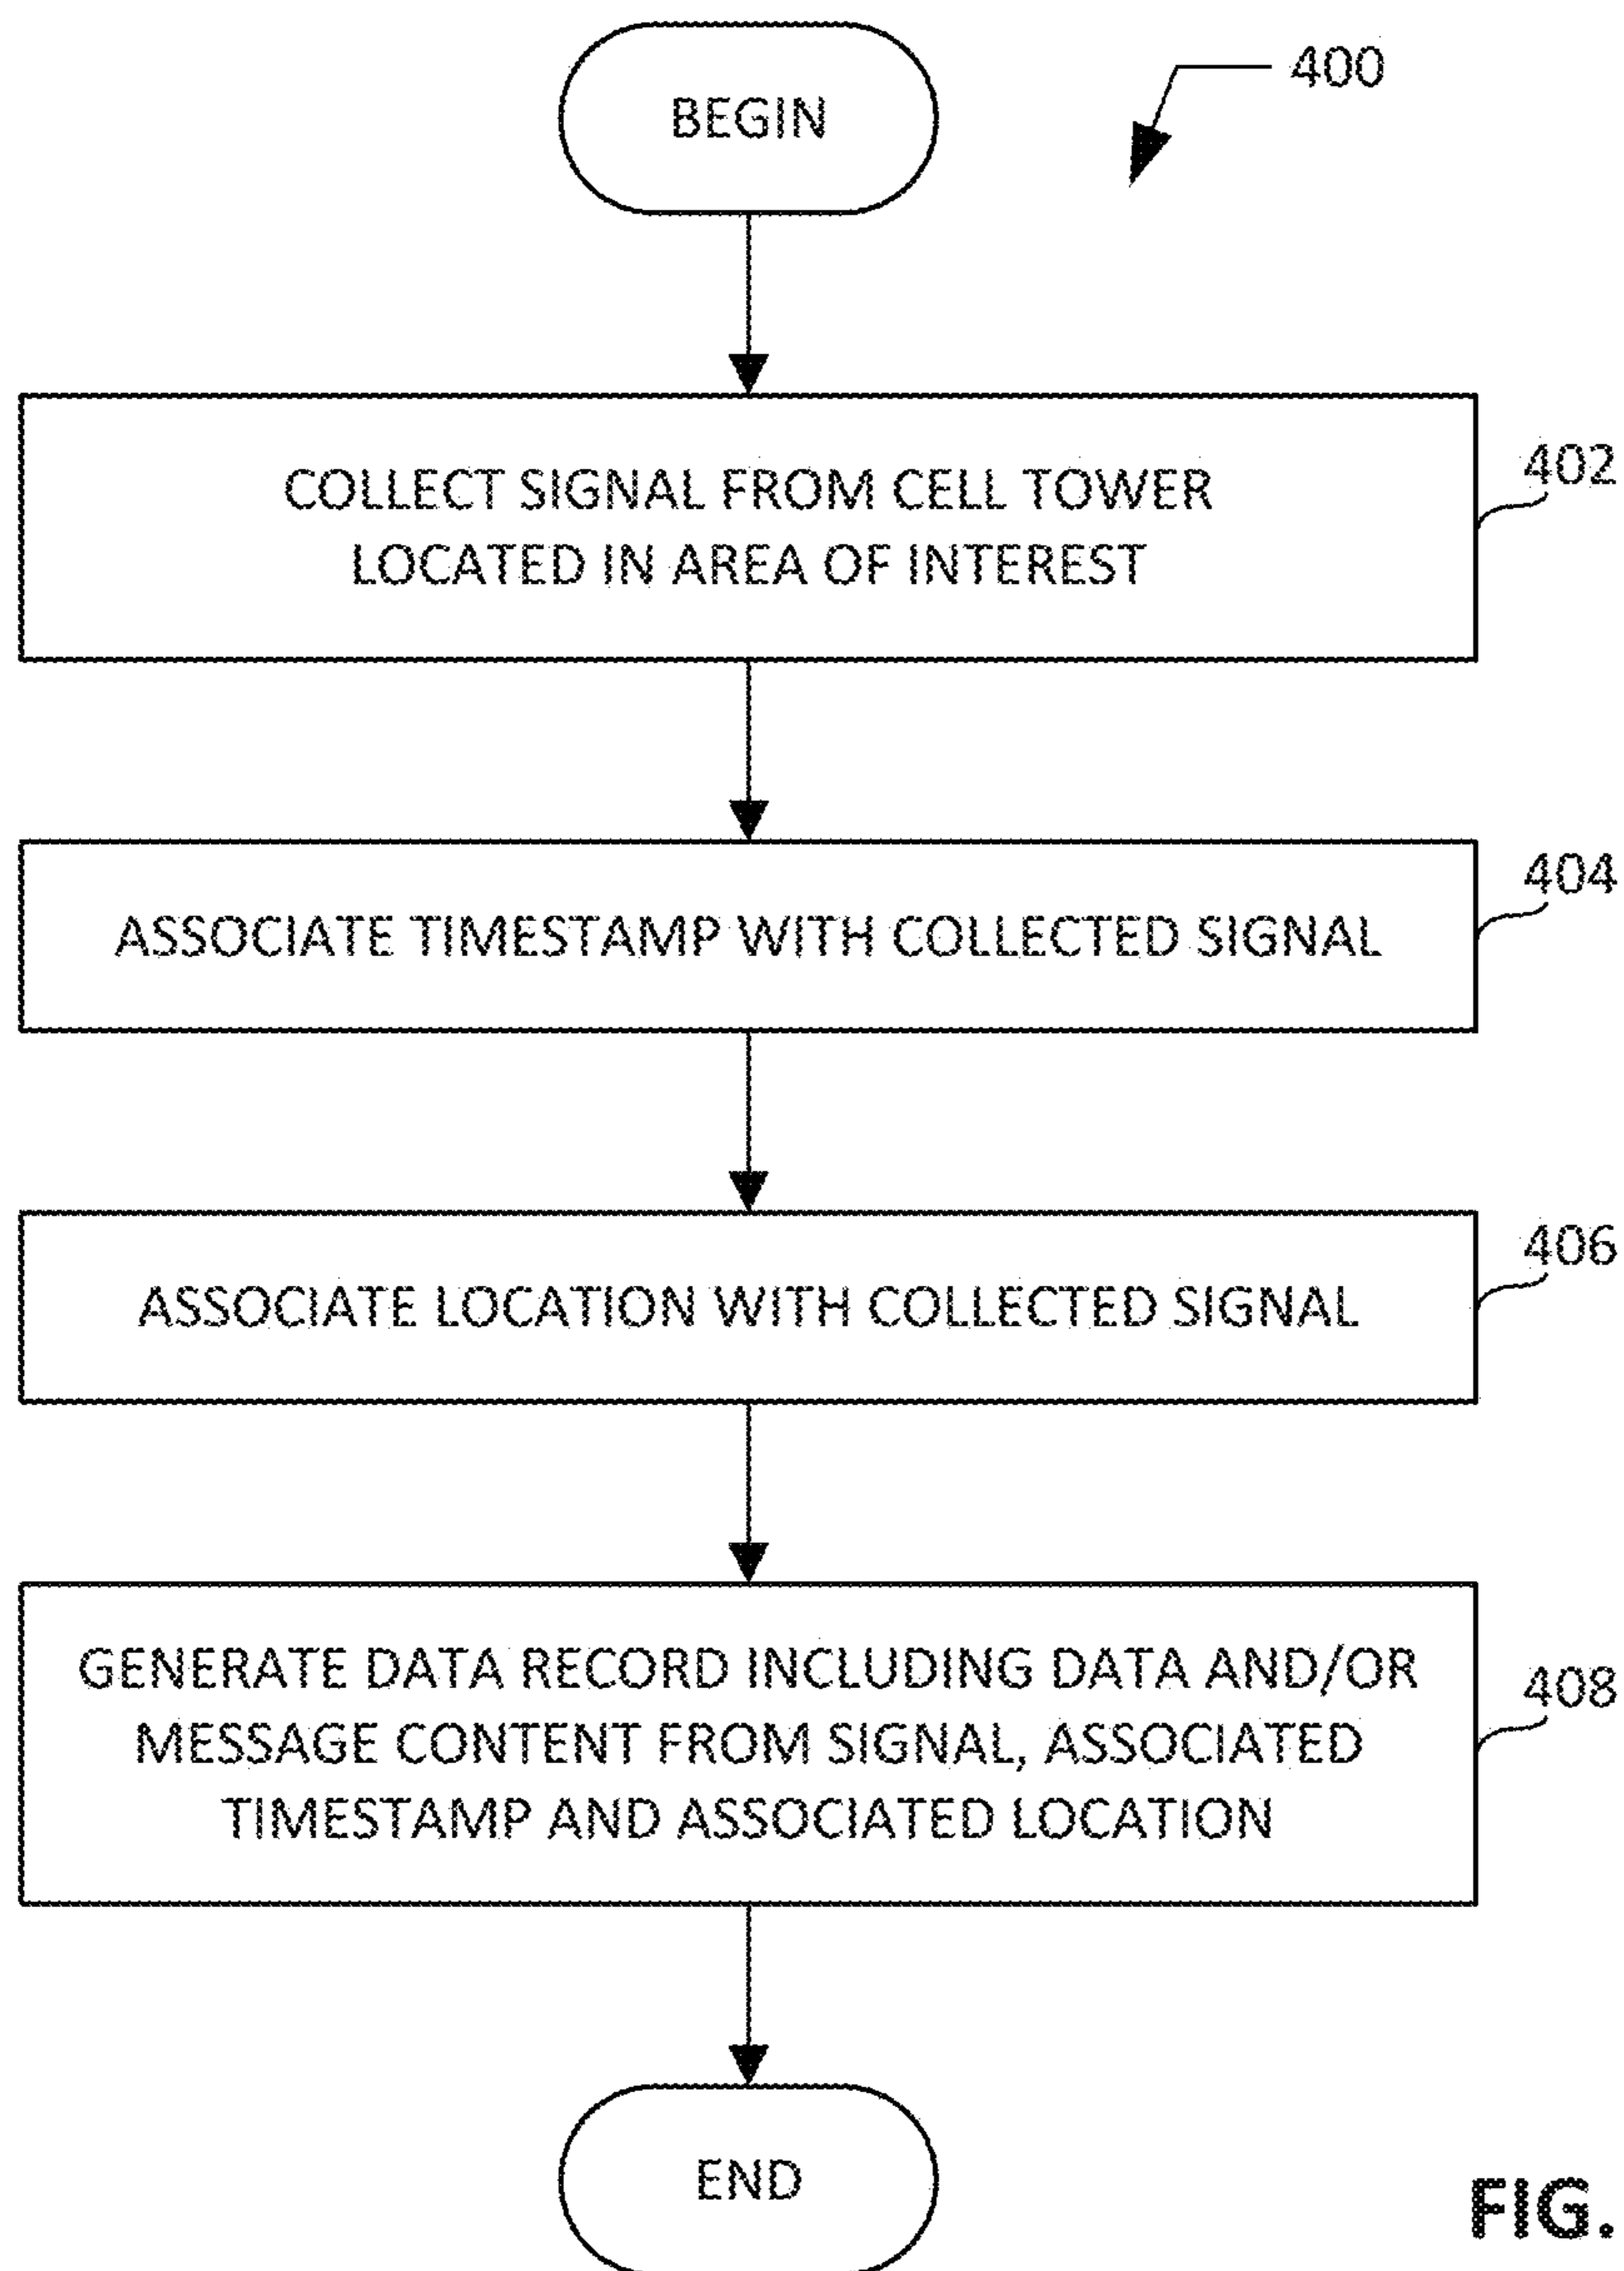 BEGIN
400
COLLECT SIGNAL FROM CELL TOWER
LOCATED IN AREA OF INTEREST
402
ASSOCIATE TIMESTAMP WITH COLLECTED SIGNAL
404
ASSOCIATE LOCATION WITH COLLECTED SIGNAL
406
GENERATE DATA RECORD INCLUDING DATA AND/OR
MESSAGE CONTENT FROM SIGNAL, ASSOCIATED
TIMESTAMP AND ASSOCIATED LOCATION
408
END
FIG.